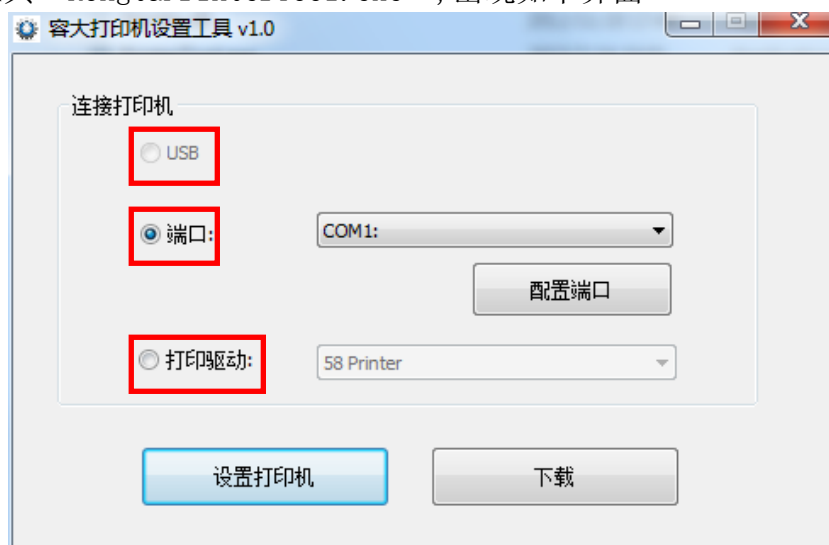 容大打印机设置工具 v1.0
连接打印机
USB
端口:
COM1:
配置端口
打印驱动:
58 Printer
设置打印机
下载